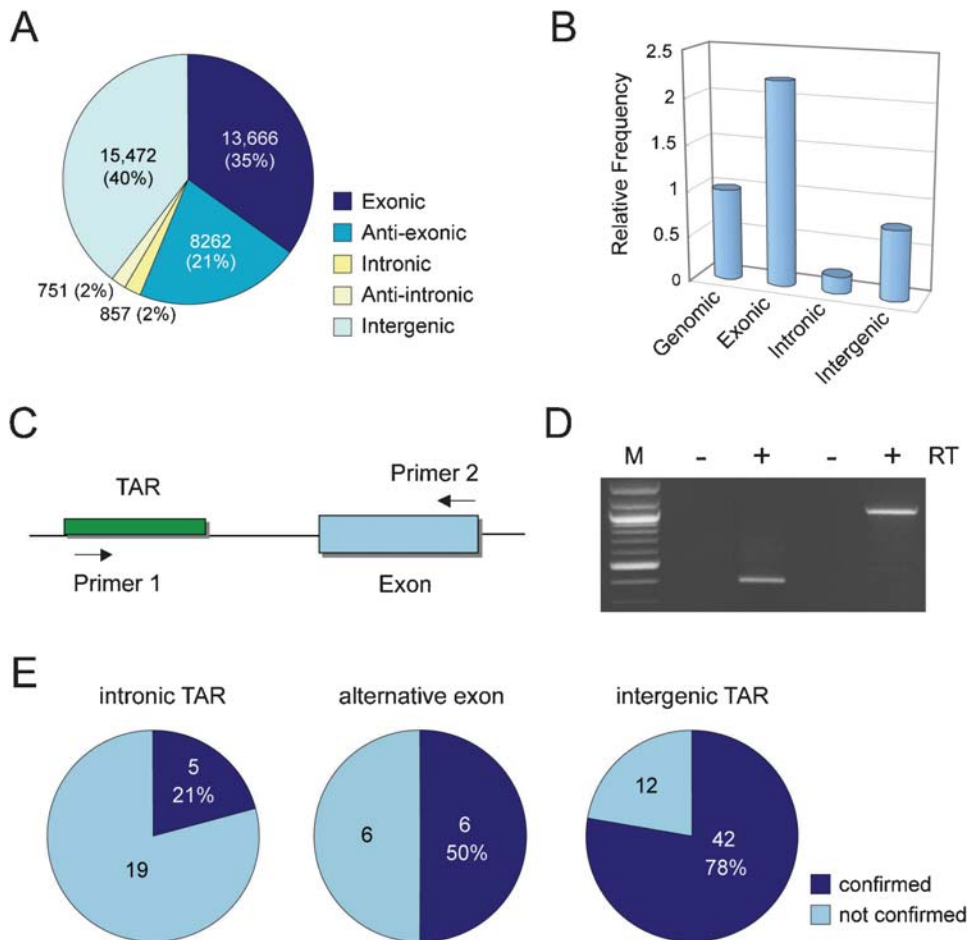 A
13,666
(35%)
15,472
(40%)
8262
(21%)
751 (2%)
857 (2%)
Exonic
Anti-exonic
Intronic
Anti-intronic
Intergenic
B
Relative Frequency
2.5
2
1.5
1
0.5
0
Genomic
Exonic
Intronic
Intergenic
C
TAR
Primer 2
Primer 1
Exon
D
M - + - + RT
E
intronic TAR
5
21%
19
alternative exon
6
6
50%
intergenic TAR
12
42
78%
confirmed
not confirmed